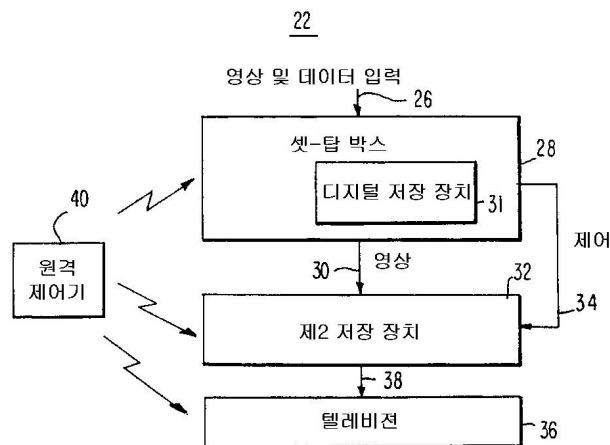 22
영상 및 데이터 입력
26
셋-탑 박스
28
디지털 저장 장치
31
40
원격
제어기
30
영상
32
제어
34
제2 저장 장치
38
텔레비젼
36